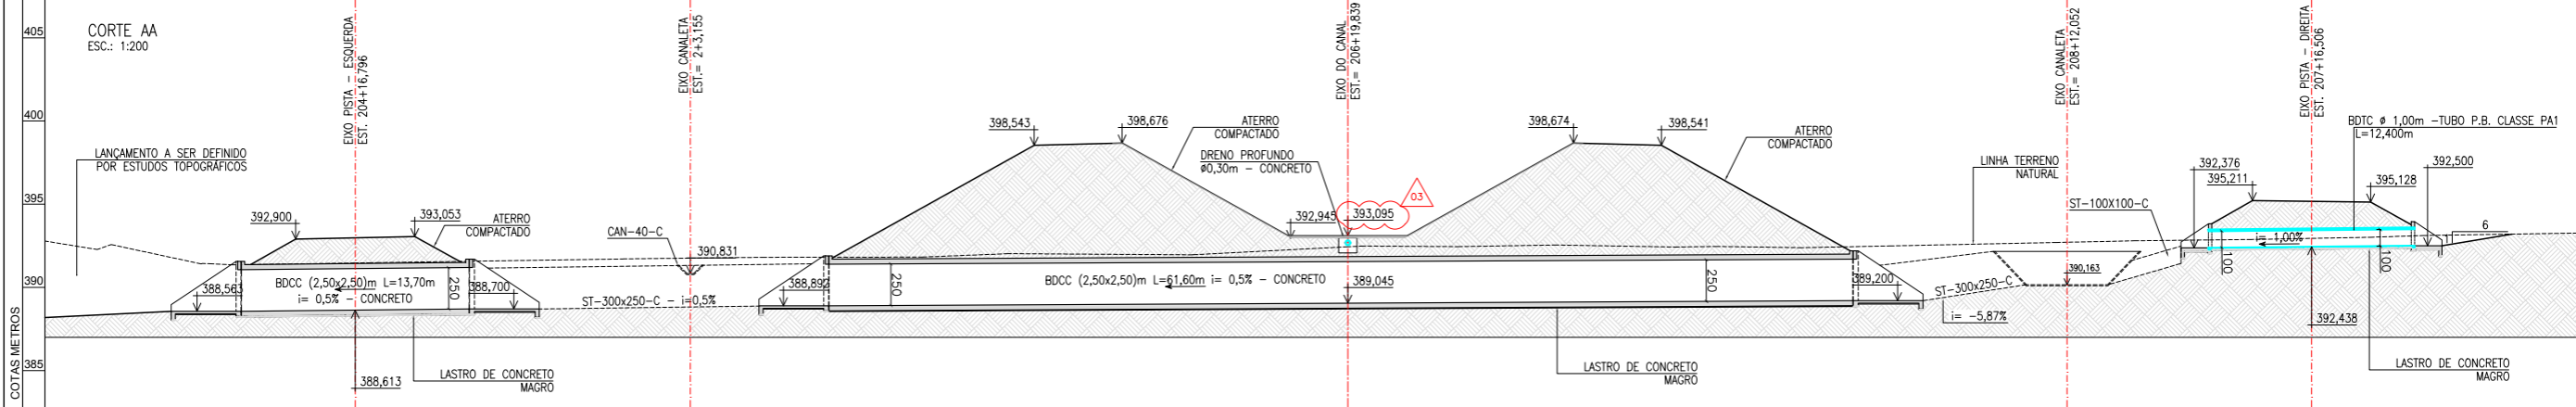 CORTE AA
ESC.: 1:200
405
400
395
390
385
COTAS METROS
LANÇAMENTO A SER DEFINIDO
POR ESTUDOS TOPOGRÁFICOS
EIXO PISTA - ESQUERDA
EST. 204+16,796
392,900
393,053
ATERRO
COMPACTADO
388,563
BDCC (2,50x2,50)m L=13,70m
i= 0,5% - CONCRETO
250
388,700
388,613
LASTRO DE CONCRETO
MAGRO
EIXO CANALETA
EST.= 2+3,155
CAN-40-C
390,831
ST-300x250-C - i=0,5%
388,892
250
398,543
398,676
ATERRO
COMPACTADO
DRENO PROFUNDO
ø0,30m - CONCRETO
EIXO DO CANAL
EST.= 206+19,839
392,945
393,095
03
BDCC (2,50x2,50)m L=61,60m i= 0,5% - CONCRETO
389,045
398,674
398,541
ATERRO
COMPACTADO
250
389,200
LASTRO DE CONCRETO
MAGRO
i= -5,87%
ST-300x250-C
LINHA TERRENO
NATURAL
EIXO CANALETA
EST.= 208+12,052
390,163
ST-100X100-C
EIXO PISTA - DIREITA
EST. 207+16,506
BDTC ø 1,00m -TUBO P.B. CLASSE PA1
L=12,400m
392,376
395,211
395,128
392,500
i= 1,00%
100
100
6
1
392,438
LASTRO DE CONCRETO
MAGRO